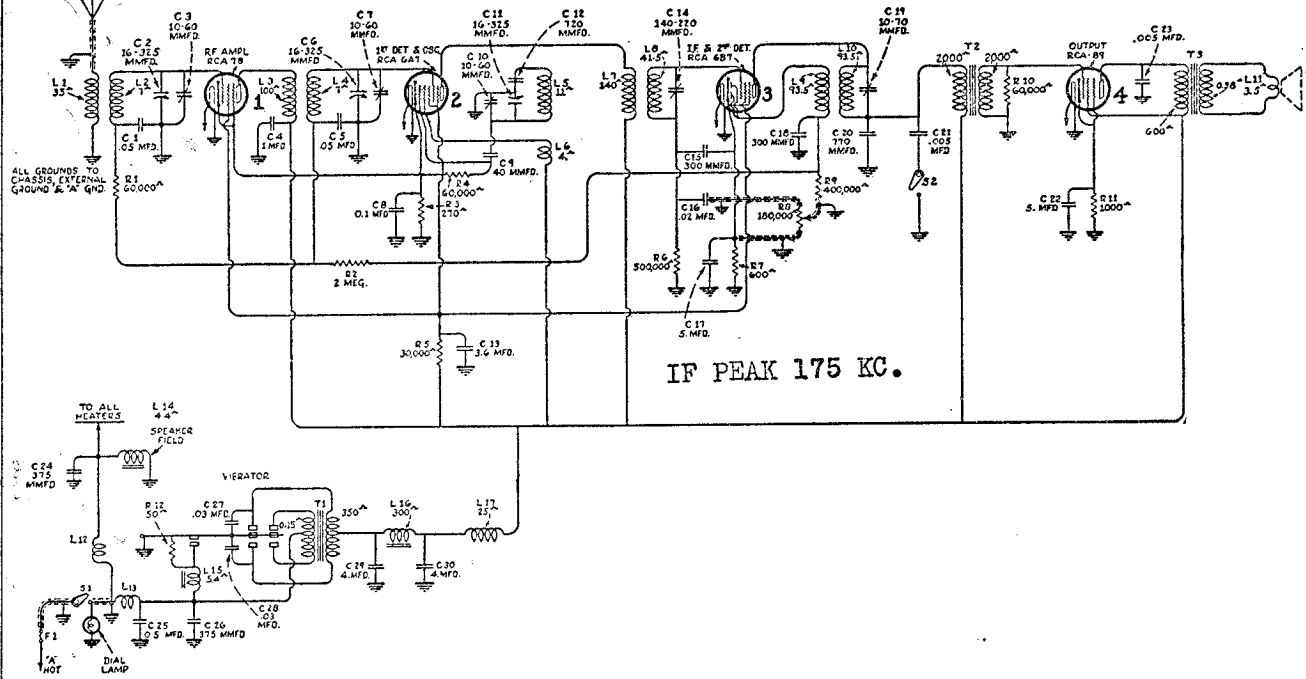 C 2
16-325
MMFD.
C 3
10-60
MMFD.
RF AMPL
RCA 78
1
L 1
35
L 2
C 1
.05 MFD
L 3
100
C 4
.1 MFD
C 6
16-325
MMFD.
C 7
10-60
MMFD.
1ST DET & OSC.
RCA 6A7
2
L 4
C 5
.05 MFD
C 10
10-60
MMFD.
C 11
16-325
MMFD.
C 12
720
MMFD.
L 5
L 6
4
C 9
40 MMFD.
L 7
140
L 8
41.5
C 14
140-220
MMFD.
I.F & 2ND DET.
RCA 6B7
3
L 9
93.5
L 10
93.5
C 19
10-70
MMFD.
C 18
300 MMFD.
C 20
770
MMFD.
C 21
.005
MFD
S2
T 2
2000
2000
R 10
60,000
OUTPUT
RCA-89
4
C 23
.005 MFD.
T 3
600
0.98
L 11
3.5
ALL GROUNDS TO
CHASSIS, EXTERNAL
GROUND & "A" GND.
R 1
60,000
R 4
60,000
C 8
0.1 MFD
R 3
270
C 15
300 MMFD.
C 16
.02 MFD.
R 8
180,000
R 9
400,000
R 6
500,000
R 7
600
C 17
5. MFD.
C 22
5. MFD
R 11
1000
R 2
2 MEG.
R 5
30,000
C 13
3.6 MFD.
IF PEAK 175 KC.
TO ALL
HEATERS
L 14
4.4
SPEAKER
FIELD
C 24
375
MMFD
VIBRATOR
R 12
50
C 27
.03 MFD.
0.15
T1
350
L 16
300
L 17
25
L 12
L 15
5.4
C 28
.03
MFD.
C 29
4. MFD.
C 30
4. MFD.
S1
L 13
C 25
0.5 MFD.
C 26
375 MMFD
F1
"A"
HOT
DIAL
LAMP